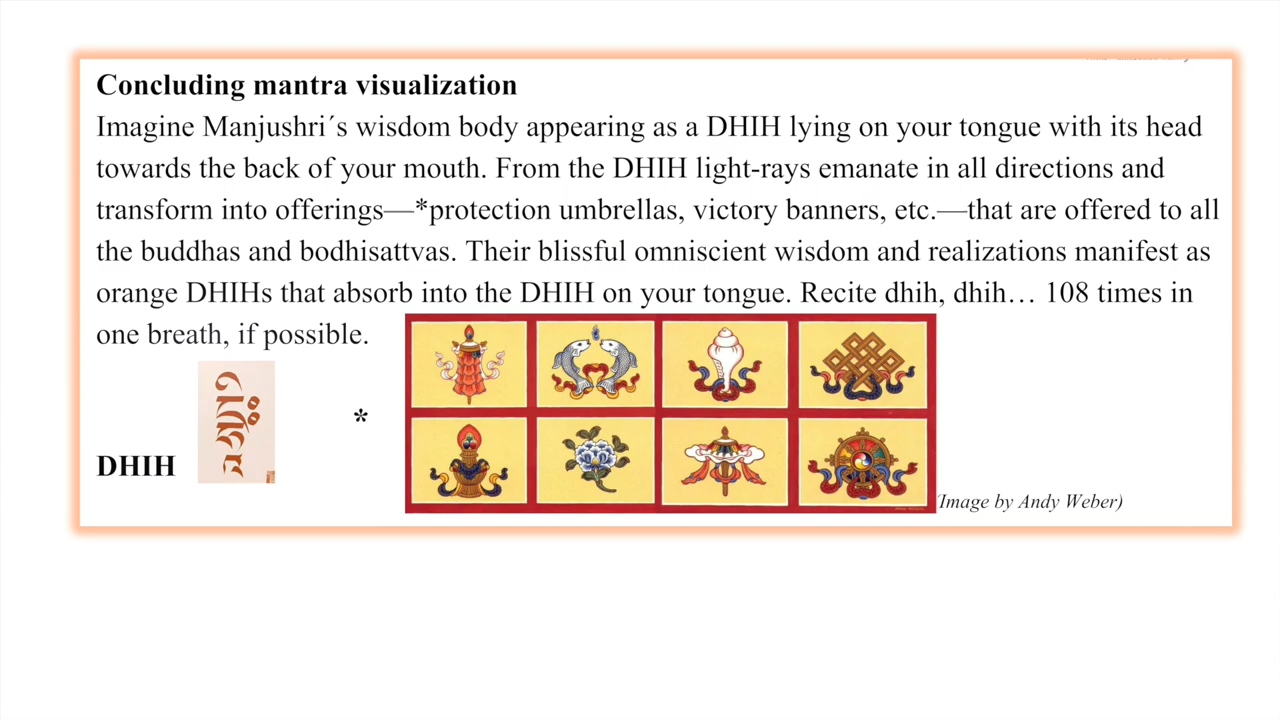 Concluding mantra visualization
Imagine Manjushri´s wisdom body appearing as a DHIH lying on your tongue with its head
towards the back of your mouth. From the DHIH light-rays emanate in all directions and
transform into offerings—*protection umbrellas, victory banners, etc.—that are offered to all
the buddhas and bodhisattvas. Their blissful omniscient wisdom and realizations manifest as
orange DHIHs that absorb into the DHIH on your tongue. Recite dhih, dhih… 108 times in
one breath, if possible.
*
DHIH
(Image by Andy Weber)